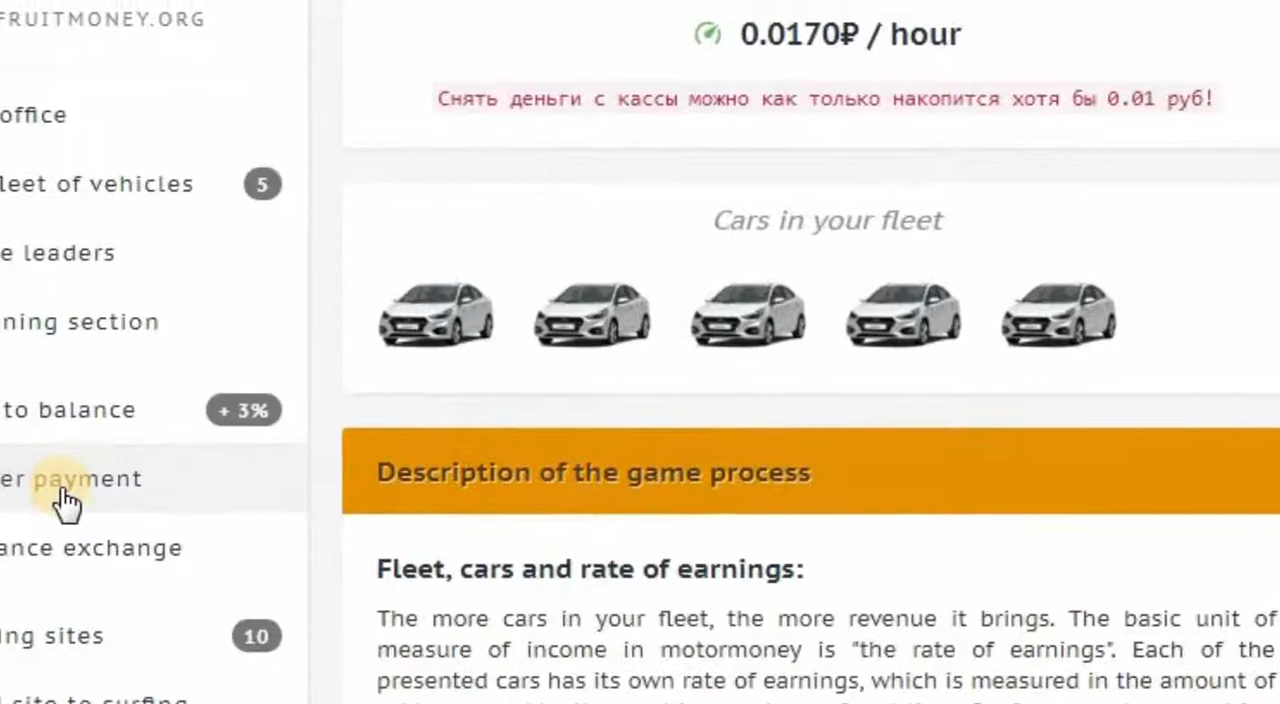 FRUITMONEY.ORG
0.0170₽ / hour
Снять деньги с кассы можно как только накопится хотя бы 0.01 руб!
office
leet of vehicles 5
Cars in your fleet
e leaders
ning section
to balance + 3%
er payment
Description of the game process
ance exchange
Fleet, cars and rate of earnings:
The more cars in your fleet, the more revenue it brings. The basic unit of
ng sites 10
measure of income in motormoney is "the rate of earnings". Each of the
presented cars has its own rate of earnings, which is measured in the amount of
site to surfing